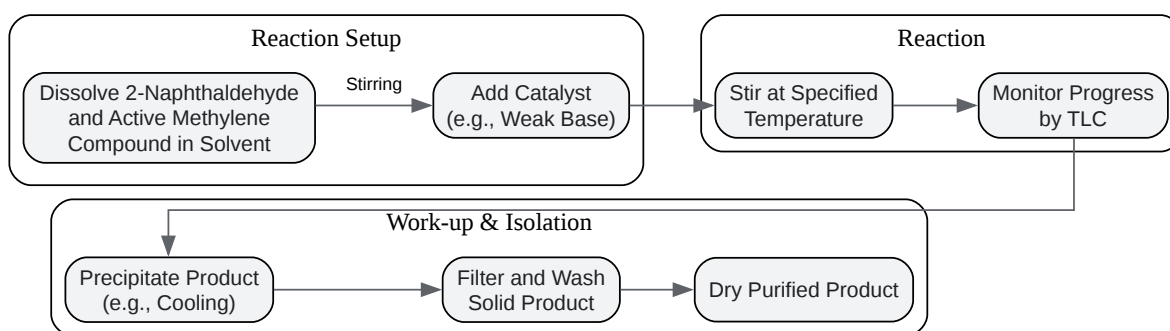 Reaction Setup
Dissolve 2-Naphthaldehyde
and Active Methylene
Compound in Solvent
Stirring
Add Catalyst
(e.g., Weak Base)
Reaction
Stir at Specified
Temperature
Monitor Progress
by TLC
Work-up & Isolation
Precipitate Product
(e.g., Cooling)
Filter and Wash
Solid Product
Dry Purified Product